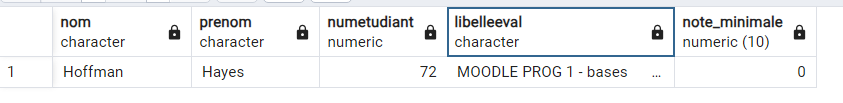 nom prenom numetudiant libelleeval note_minimale
character character numeric character numeric (10)
1 Hoffman Hayes 72 MOODLE PROG 1 - bases ... 0